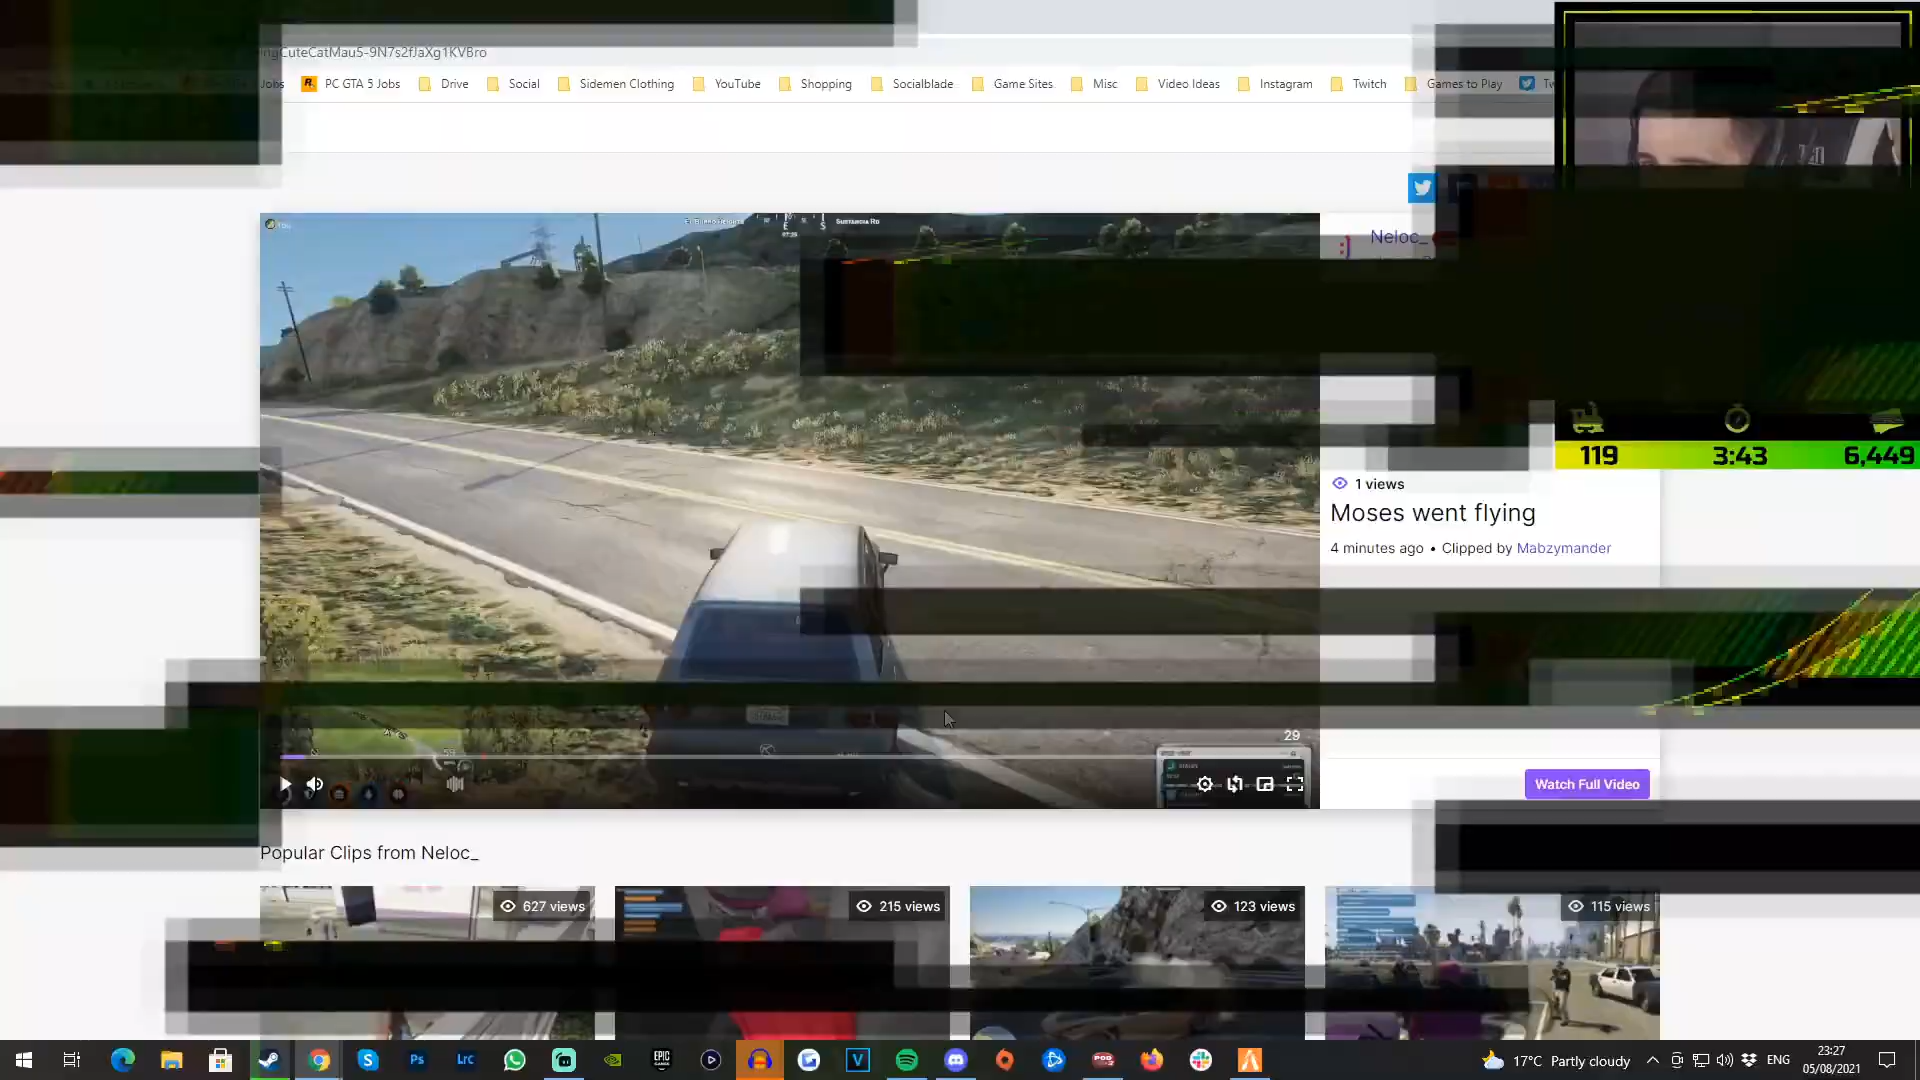 ngCuteCatMau5-9N7s2fJaXg1KVBro
Jobs
PC GTA 5 Jobs
Drive
Social
Sidemen Clothing
YouTube
Shopping
Socialblade
Game Sites
Misc
Video Ideas
Instagram
Twitch
Games to Play
Tw
Neloc_
119
3:43
6,449
1 views
Moses went flying
4 minutes ago • Clipped by Mabzymander
29
Watch Full Video
Popular Clips from Neloc_
627 views
215 views
123 views
115 views
17°C Partly cloudy
ENG
23:27
05/08/2021